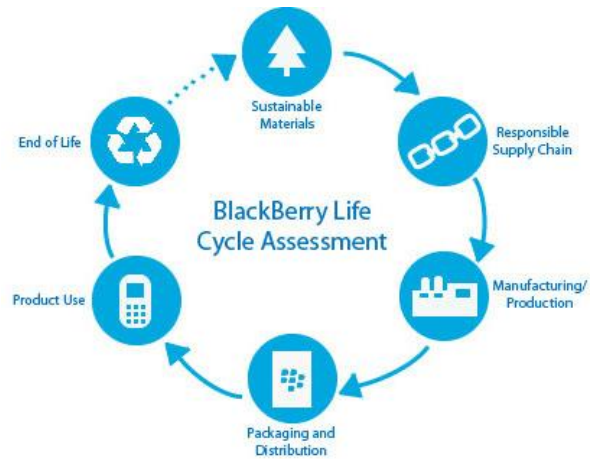 Sustainable
Materials
Responsible
Supply Chain
Manufacturing/
Production
Packaging and
Distribution
Product Use
End of Life
BlackBerry Life
Cycle Assessment